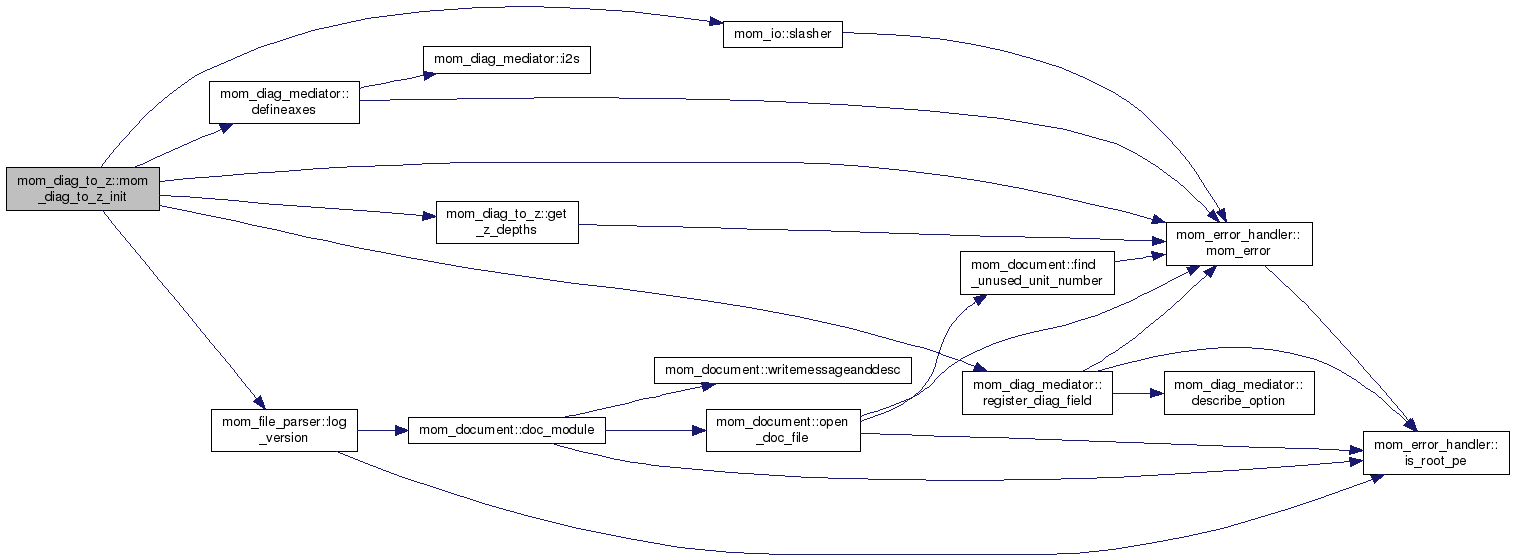 mom_io::slasher
mom_diag_mediator::i2s
mom_diag_mediator::
defineaxes
mom_diag_to_z::mom
_diag_to_z_init
mom_diag_to_z::get
_z_depths
mom_error_handler::
mom_error
mom_document::find
_unused_unit_number
mom_document::writemessageanddesc
mom_diag_mediator::
register_diag_field
mom_diag_mediator::
describe_option
mom_file_parser::log
_version
mom_document::doc_module
mom_document::open
_doc_file
mom_error_handler::
is_root_pe